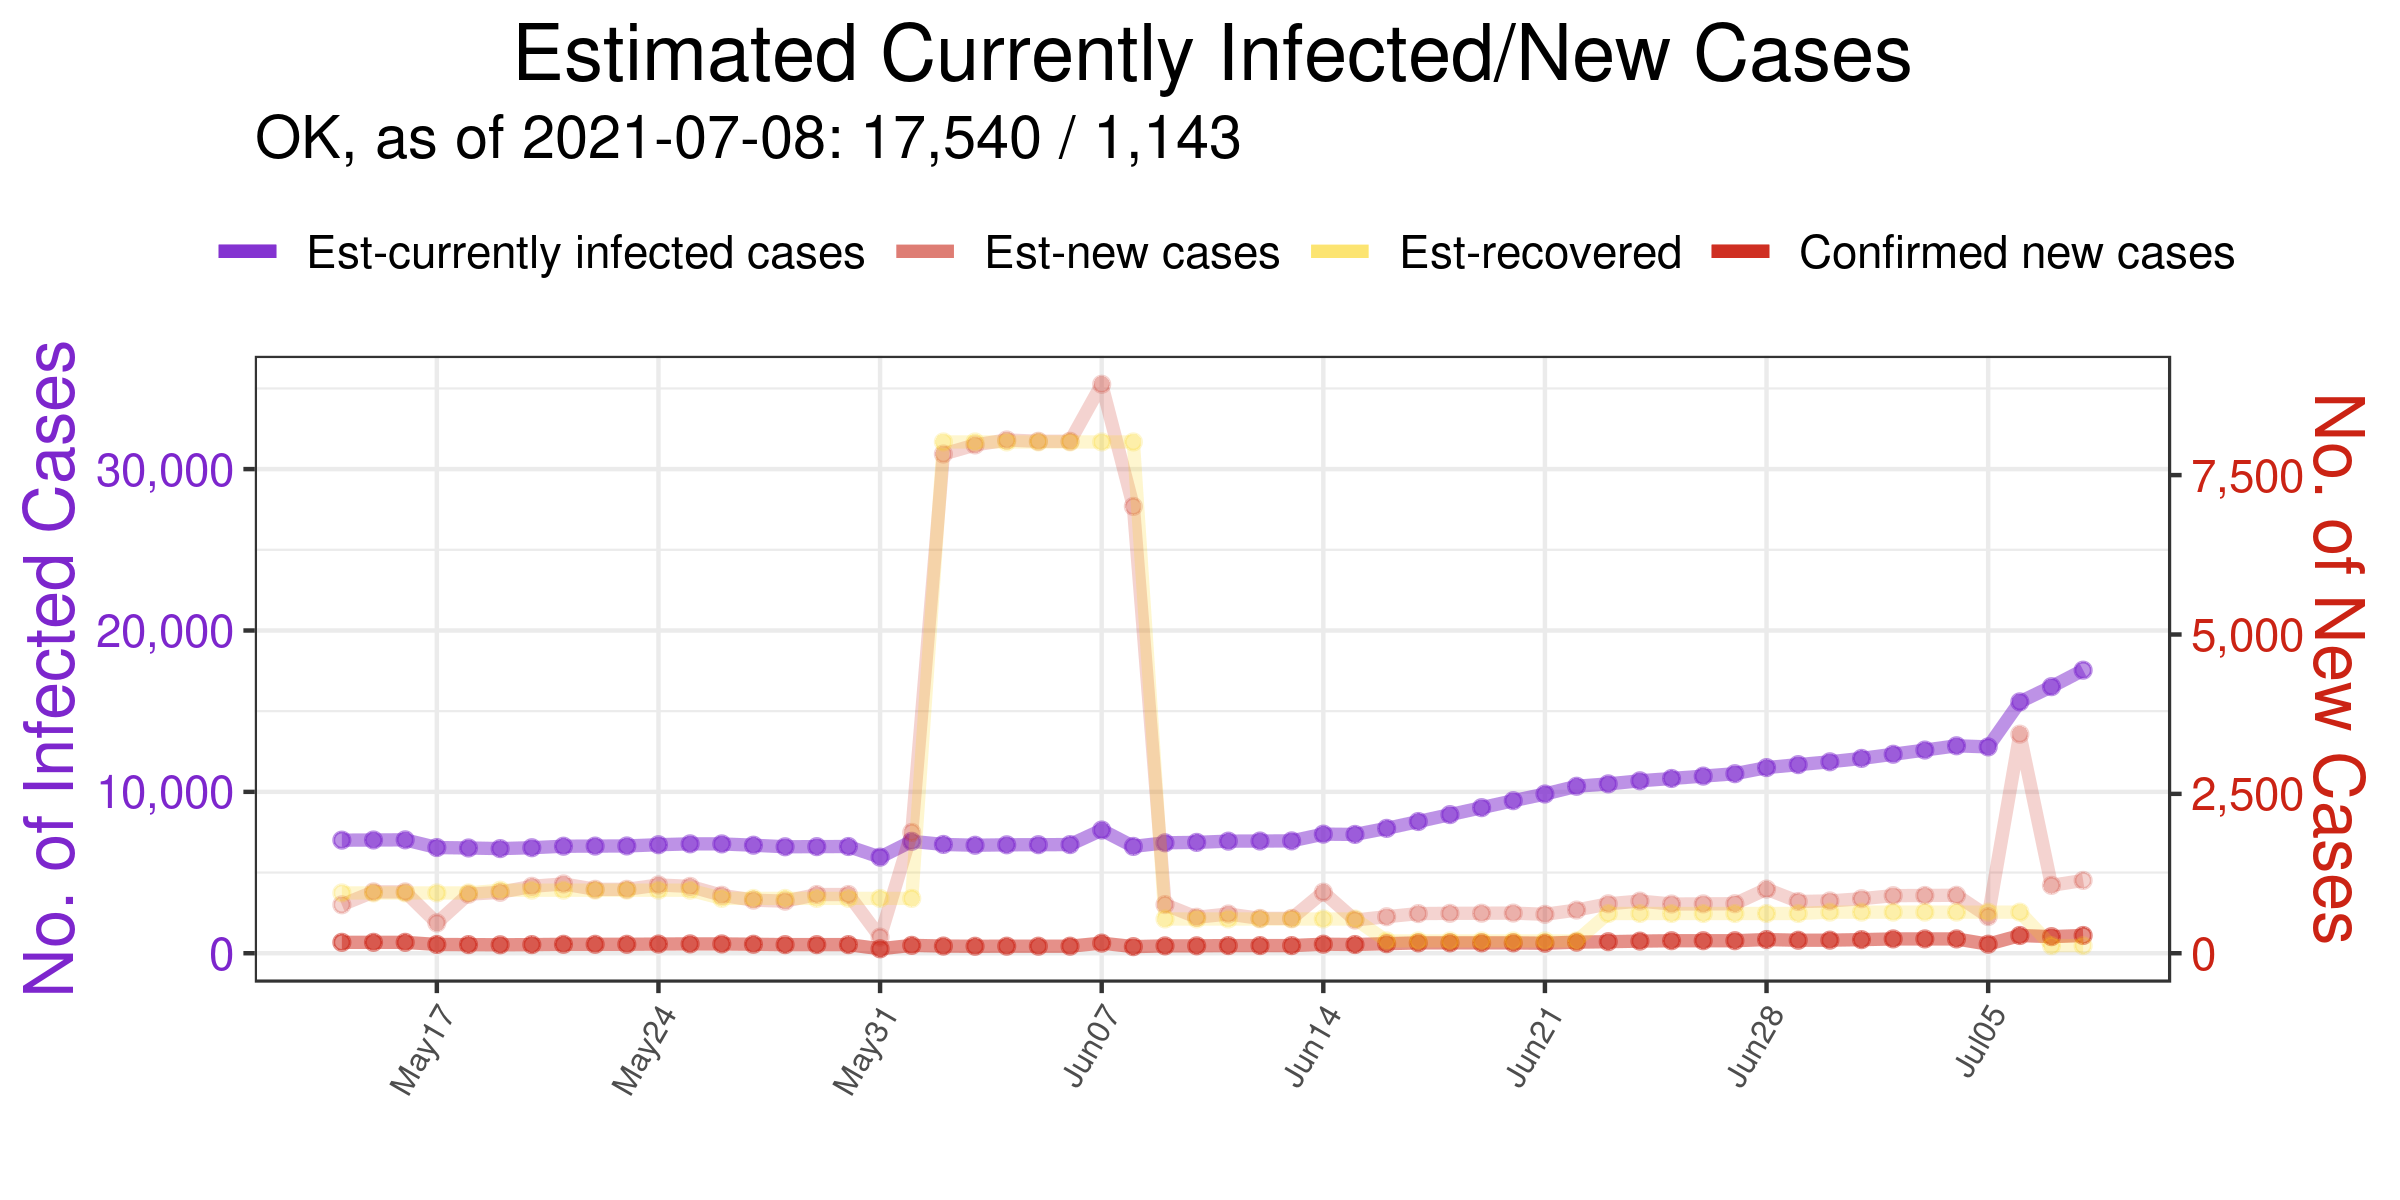 Estimated Currently Infected/New Cases
OK, as of 2021-07-08: 17,540 / 1,143
Est-currently infected cases Est-new cases Est-recovered Confirmed new cases
No. of Infected Cases
30,000
20,000
10,000
0
7,500
5,000
2,500
0
No. of New Cases
May17 May24 May31 Jun07 Jun14 Jun21 Jun28 Jul05